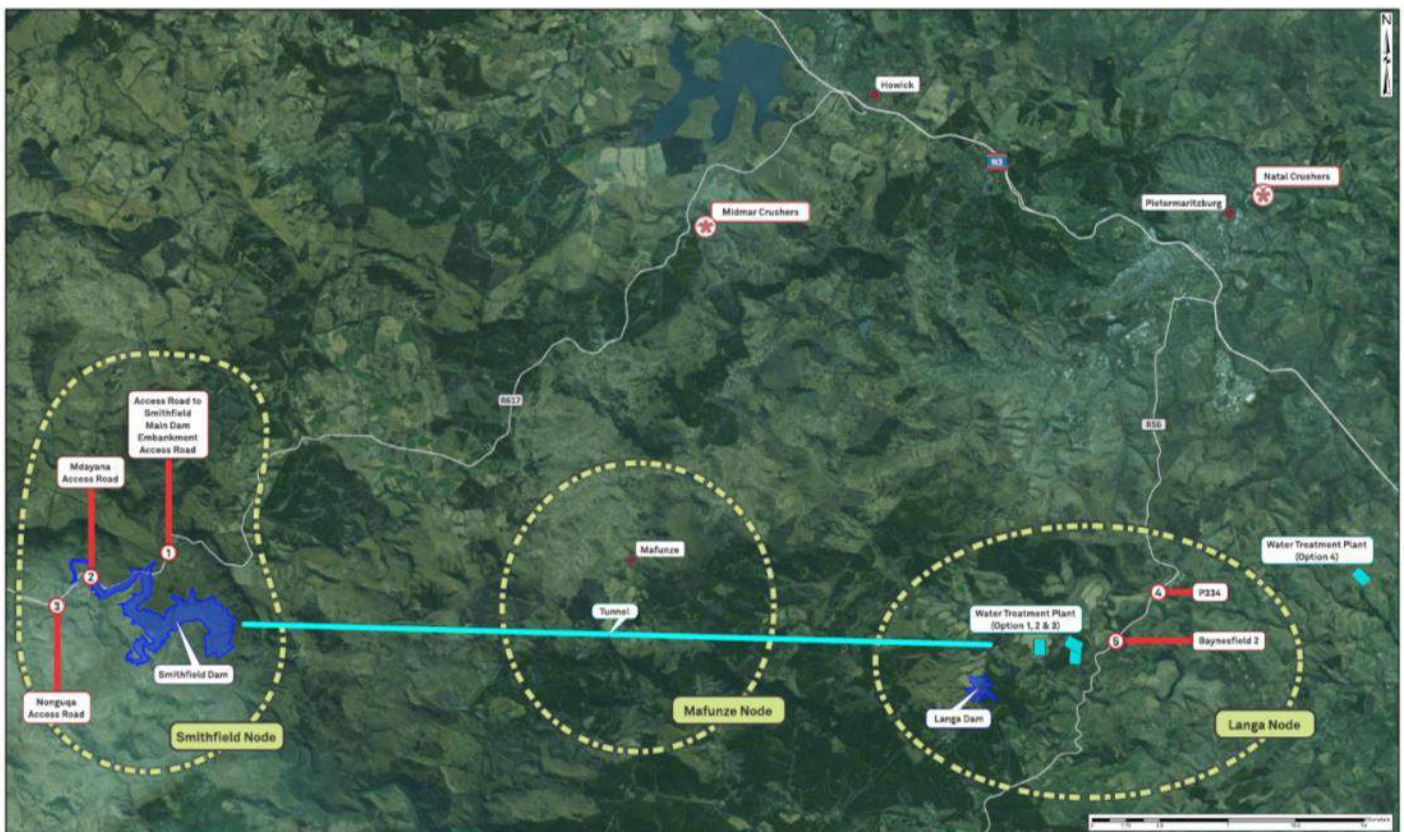 N
Howick
N3
Natal Crushers
Pietermaritzburg
Midmar Crushers
R617
R56
Access Road to
Smithfield
Main Dam
Embankment
Access Road
Mdayana
Access Road
1
2
3
Mafunze
Tunnel
Water Treatment Plant
(Option 4)
4
P334
Water Treatment Plant
(Option 1, 2 & 3)
5
Baynesfield 2
Smithfield Dam
Nonguqa
Access Road
Langa Dam
Mafunze Node
Langa Node
Smithfield Node